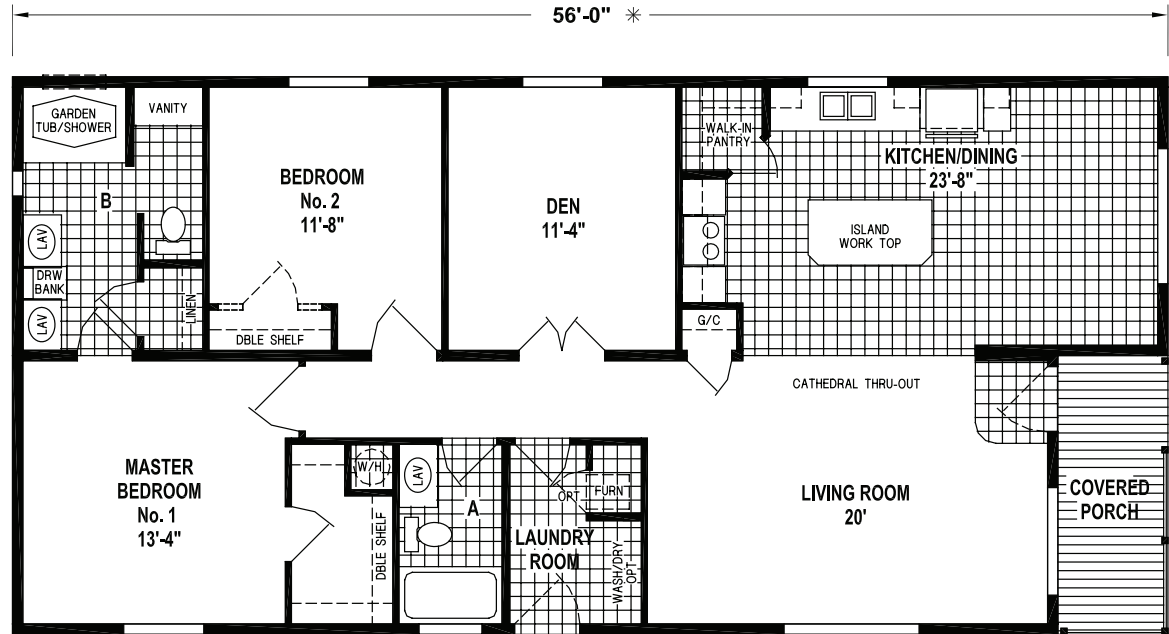 56'-0" ✳
GARDEN
TUB/SHOWER
VANITY
B
LAV
DRW
BANK
LAV
LINEN
BEDROOM
No. 2
11'-8"
DBLE SHELF
DEN
11'-4"
WALK-IN
PANTRY
KITCHEN/DINING
23'-8"
ISLAND
WORK TOP
G/C
CATHEDRAL THRU-OUT
MASTER
BEDROOM
No. 1
13'-4"
W/H
DBLE SHELF
LAV
A
OPT
FURN
LAUNDRY
ROOM
WASH/DRY
OPT
LIVING ROOM
20'
COVERED
PORCH